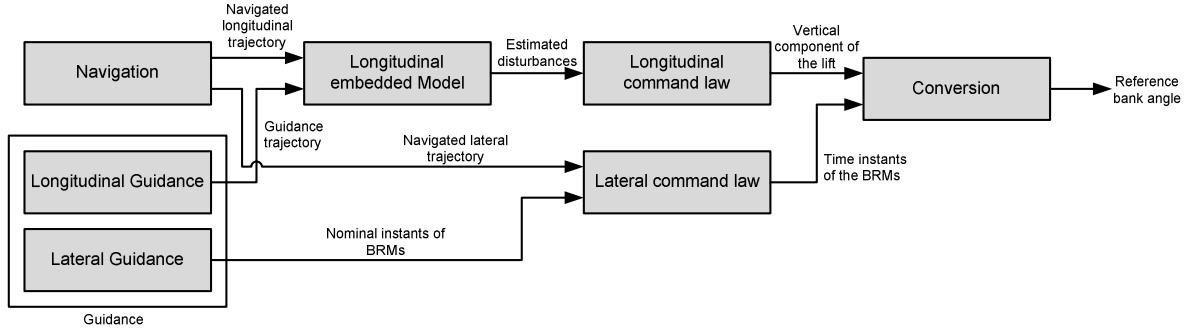 Navigated
longitudinal
trajectory
Navigation
Longitudinal
embedded Model
Estimated
disturbances
Longitudinal
command law
Vertical
component of
the lift
Conversion
Reference
bank angle
Guidance
trajectory
Navigated lateral
trajectory
Longitudinal Guidance
Lateral command law
Time instants
of the BRMs
Lateral Guidance
Nominal instants of
BRMs
Guidance